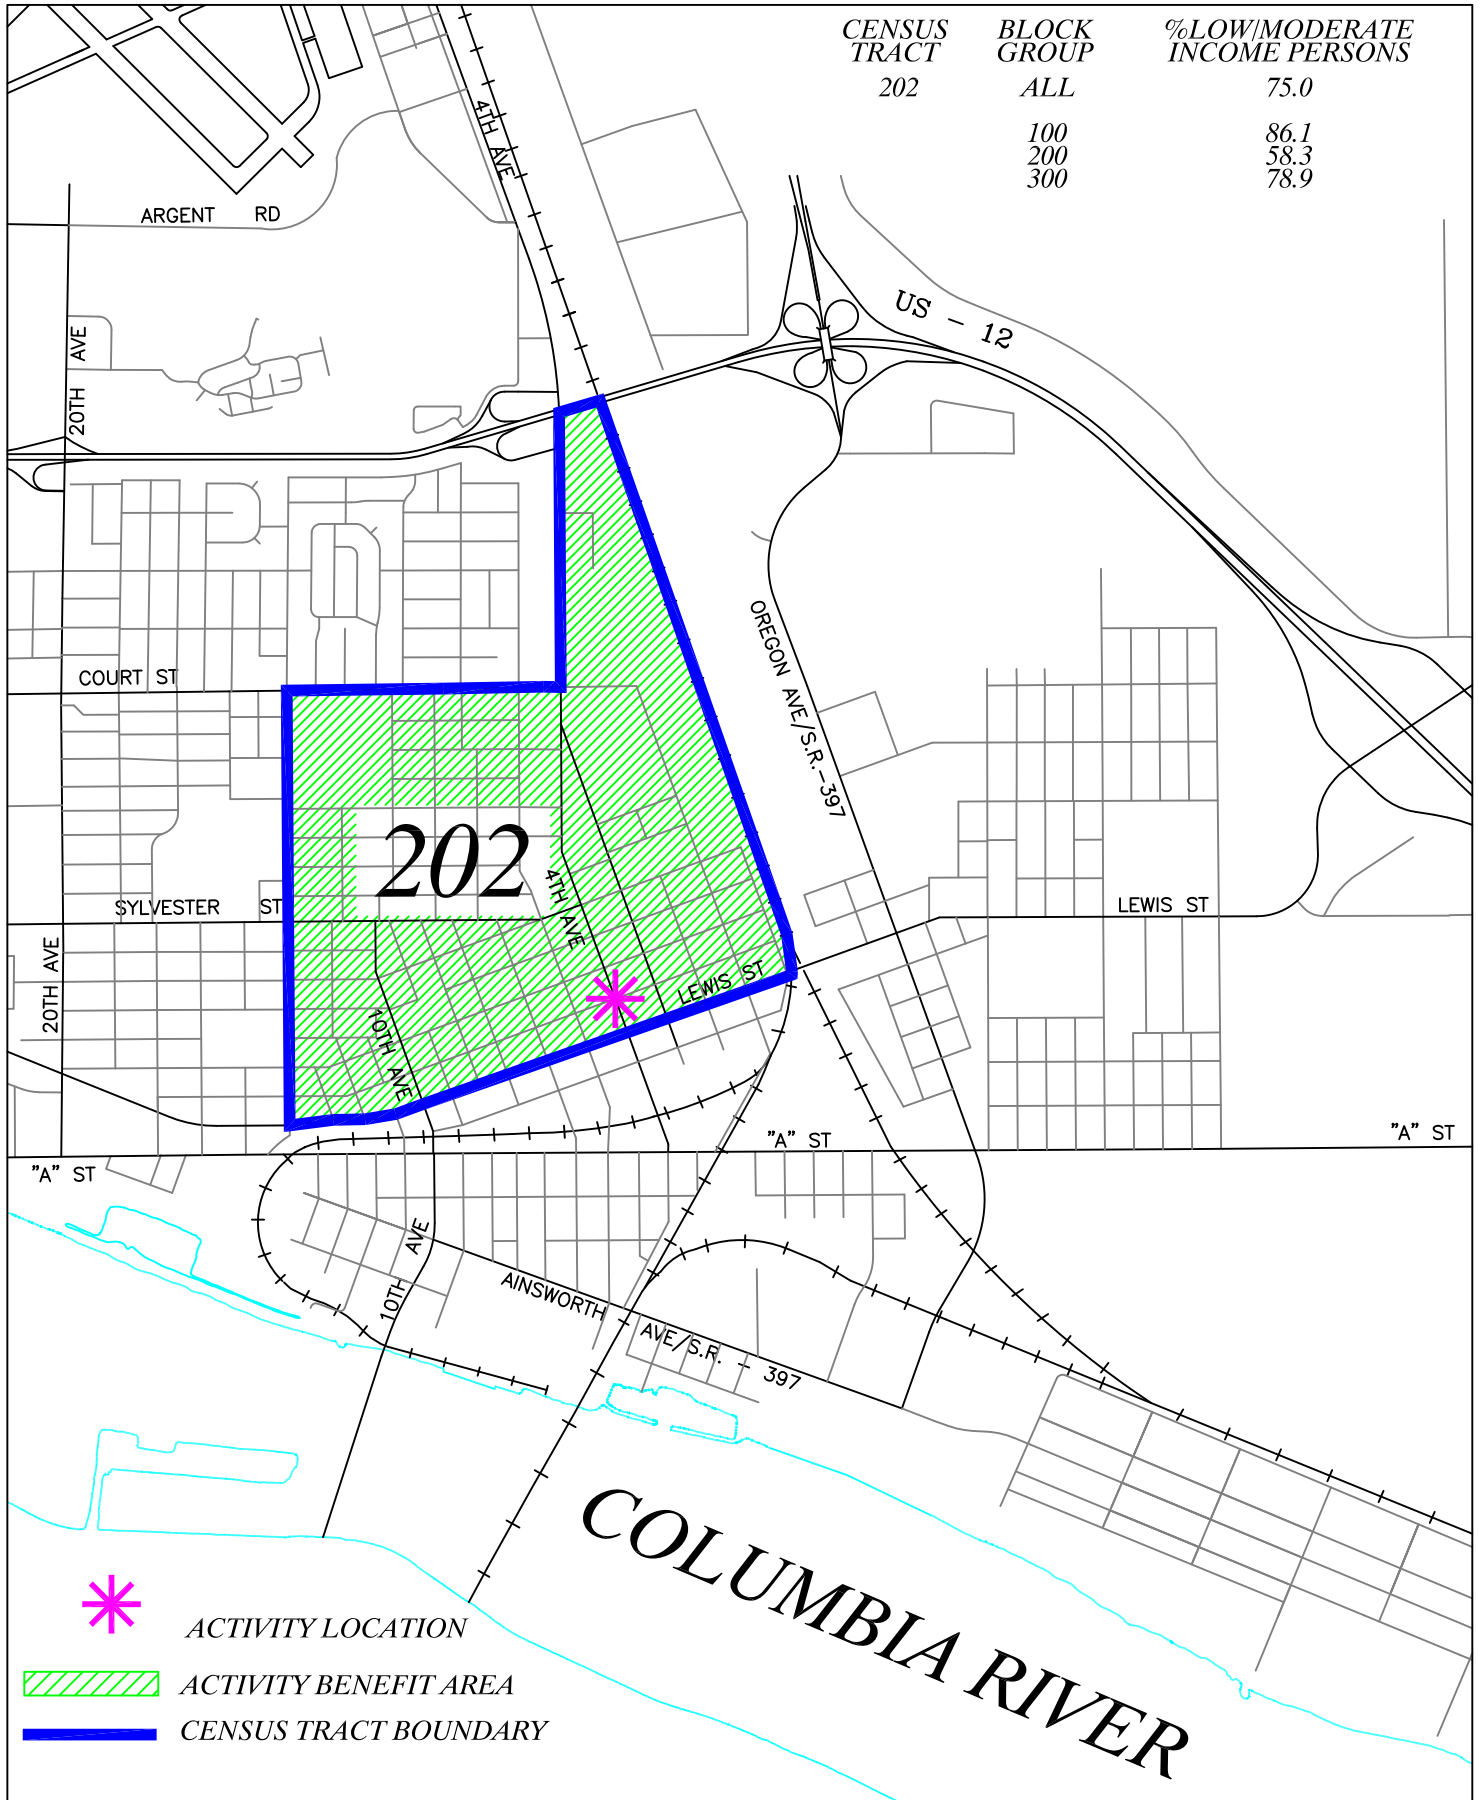 CENSUS TRACT BLOCK GROUP %LOW/MODERATE INCOME PERSONS
202 ALL 75.0
100 86.1
200 58.3
300 78.9
4TH AVE
ARGENT RD
US - 12
20TH AVE
COURT ST
OREGON AVE/S.R.-397
202
4TH AVE
SYLVESTER ST
LEWIS ST
20TH AVE
LEWIS ST
10TH AVE
"A" ST
"A" ST
"A" ST
10TH AVE
AINSWORTH AVE/S.R. - 397
COLUMBIA RIVER
ACTIVITY LOCATION
ACTIVITY BENEFIT AREA
CENSUS TRACT BOUNDARY